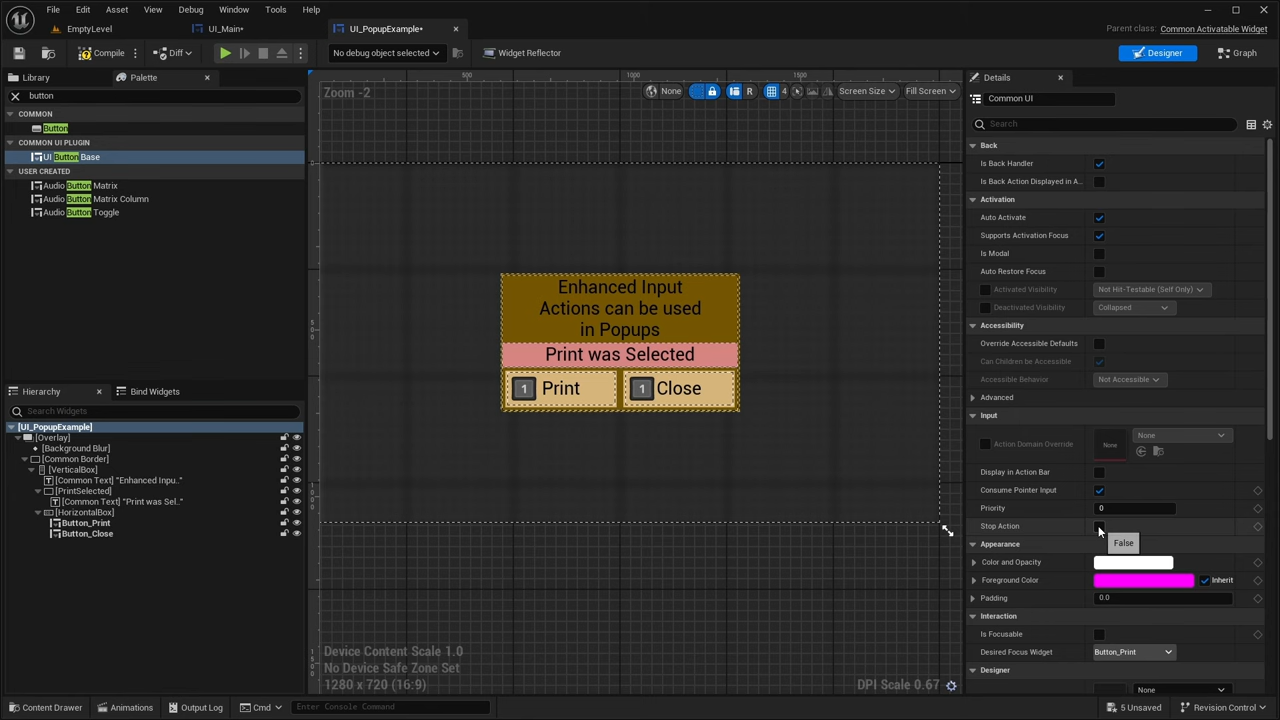 File Edit Asset View Debug Window Tools Help
EmptyLevel UI_Main* UI_PopupExample* Parent class: Common Activatable Widget
Compile Diff No debug object selected Widget Reflector Designer Graph
Library Palette
button
COMMON
Button
COMMON UI PLUGIN
UI Button Base
USER CREATED
Audio Button Matrix
Audio Button Matrix Column
Audio Button Toggle
Hierarchy Bind Widgets
Search Widgets
[UI_PopupExample]
[Overlay]
[Background Blur]
[Common Border]
[VerticalBox]
[Common Text] "Enhanced Inpu.."
[PrintSelected]
[Common Text] "Print was Sel.."
[HorizontalBox]
Button_Print
Button_Close
500 1000 1500
Zoom -2 None R 4 Screen Size Fill Screen
Enhanced Input
Actions can be used
in Popups
Print was Selected
1 Print 1 Close
Device Content Scale 1.0
No Device Safe Zone Set
1280 x 720 (16:9) DPI Scale 0.67
Details
Common UI
Search
Back
Is Back Handler
Is Back Action Displayed in A...
Activation
Auto Activate
Supports Activation Focus
Is Modal
Auto Restore Focus
Activated Visibility Not Hit-Testable (Self Only)
Deactivated Visibility Collapsed
Accessibility
Override Accessible Defaults
Can Children be Accessible
Accessible Behavior Not Accessible
Advanced
Input
Action Domain Override None None
Display in Action Bar
Consume Pointer Input
Priority 0
Stop Action
False
Appearance
Color and Opacity
Foreground Color Inherit
Padding 0.0
Interaction
Is Focusable
Desired Focus Widget Button_Print
Designer
None
Content Drawer Animations Output Log Cmd Enter Console Command 5 Unsaved Revision Control